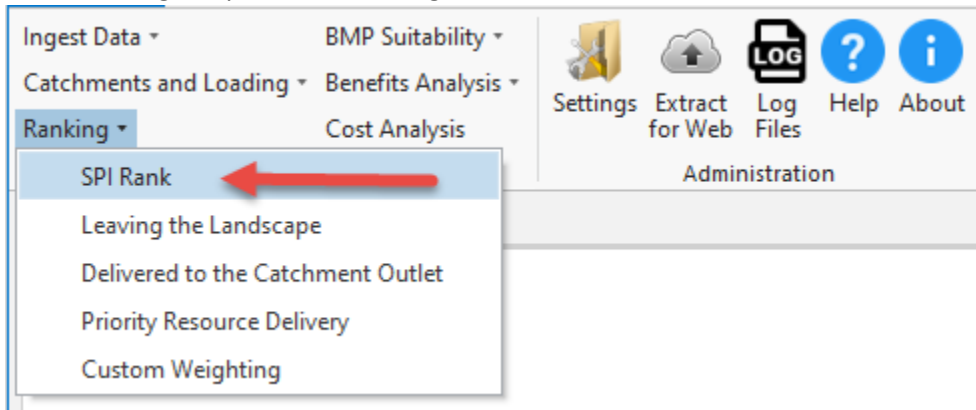 Ingest Data
BMP Suitability
Catchments and Loading
Benefits Analysis
Ranking
Cost Analysis
Settings
Extract for Web
LOG
Log Files
?
Help
i
About
Administration
SPI Rank
Leaving the Landscape
Delivered to the Catchment Outlet
Priority Resource Delivery
Custom Weighting